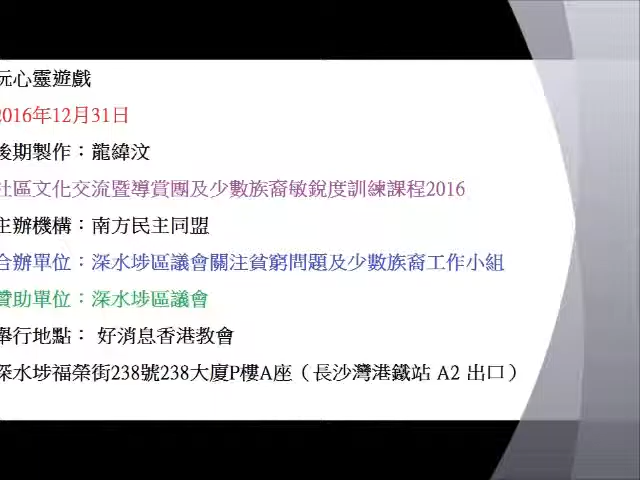 玩心靈遊戲
2016年12月31日
後期製作：龍緯汶
社區文化交流暨導賞團及少數族裔敏銳度訓練課程2016
主辦機構：南方民主同盟
合辦單位：深水埗區議會關注貧窮問題及少數族裔工作小組
贊助單位：深水埗區議會
舉行地點： 好消息香港教會
深水埗福榮街238號238大廈P樓A座（長沙灣港鐵站 A2 出口）